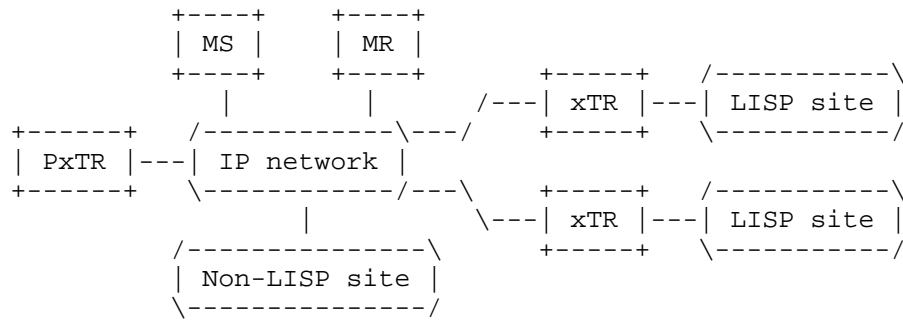 MS MR
xTR LISP site
PxTR IP network
xTR LISP site
Non-LISP site